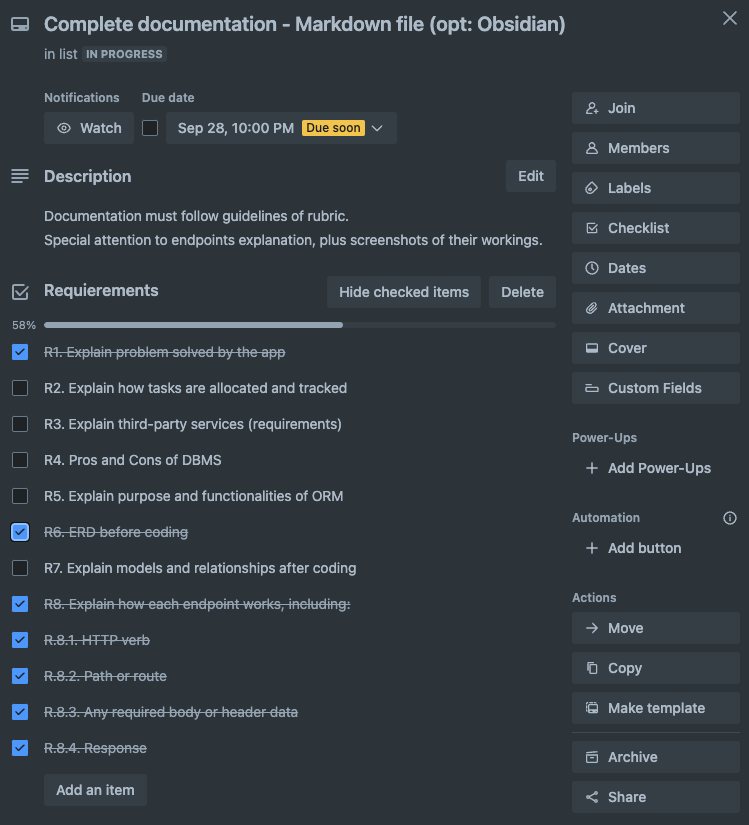 Complete documentation - Markdown file (opt: Obsidian)
in list IN PROGRESS
Notifications
Due date
Watch
Sep 28, 10:00 PM Due soon
Description
Edit
Documentation must follow guidelines of rubric.
Special attention to endpoints explanation, plus screenshots of their workings.
Requierements
Hide checked items
Delete
58%
R1. Explain problem solved by the app
R2. Explain how tasks are allocated and tracked
R3. Explain third-party services (requirements)
R4. Pros and Cons of DBMS
R5. Explain purpose and functionalities of ORM
R6. ERD before coding
R7. Explain models and relationships after coding
R8. Explain how each endpoint works, including:
R.8.1. HTTP verb
R.8.2. Path or route
R.8.3. Any required body or header data
R.8.4. Response
Add an item
Join
Members
Labels
Checklist
Dates
Attachment
Cover
Custom Fields
Power-Ups
Add Power-Ups
Automation
Add button
Actions
Move
Copy
Make template
Archive
Share